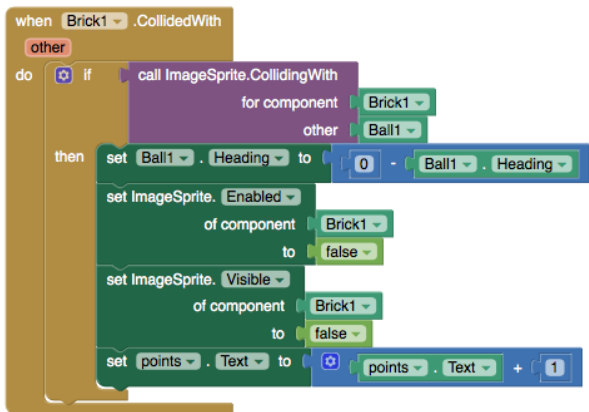 when Brick1 .CollidedWith
other
do if call ImageSprite.CollidingWith
for component Brick1
other Ball1
then set Ball1 . Heading to 0 - Ball1 . Heading
set ImageSprite. Enabled
of component Brick1
to false
set ImageSprite. Visible
of component Brick1
to false
set points . Text to points . Text + 1